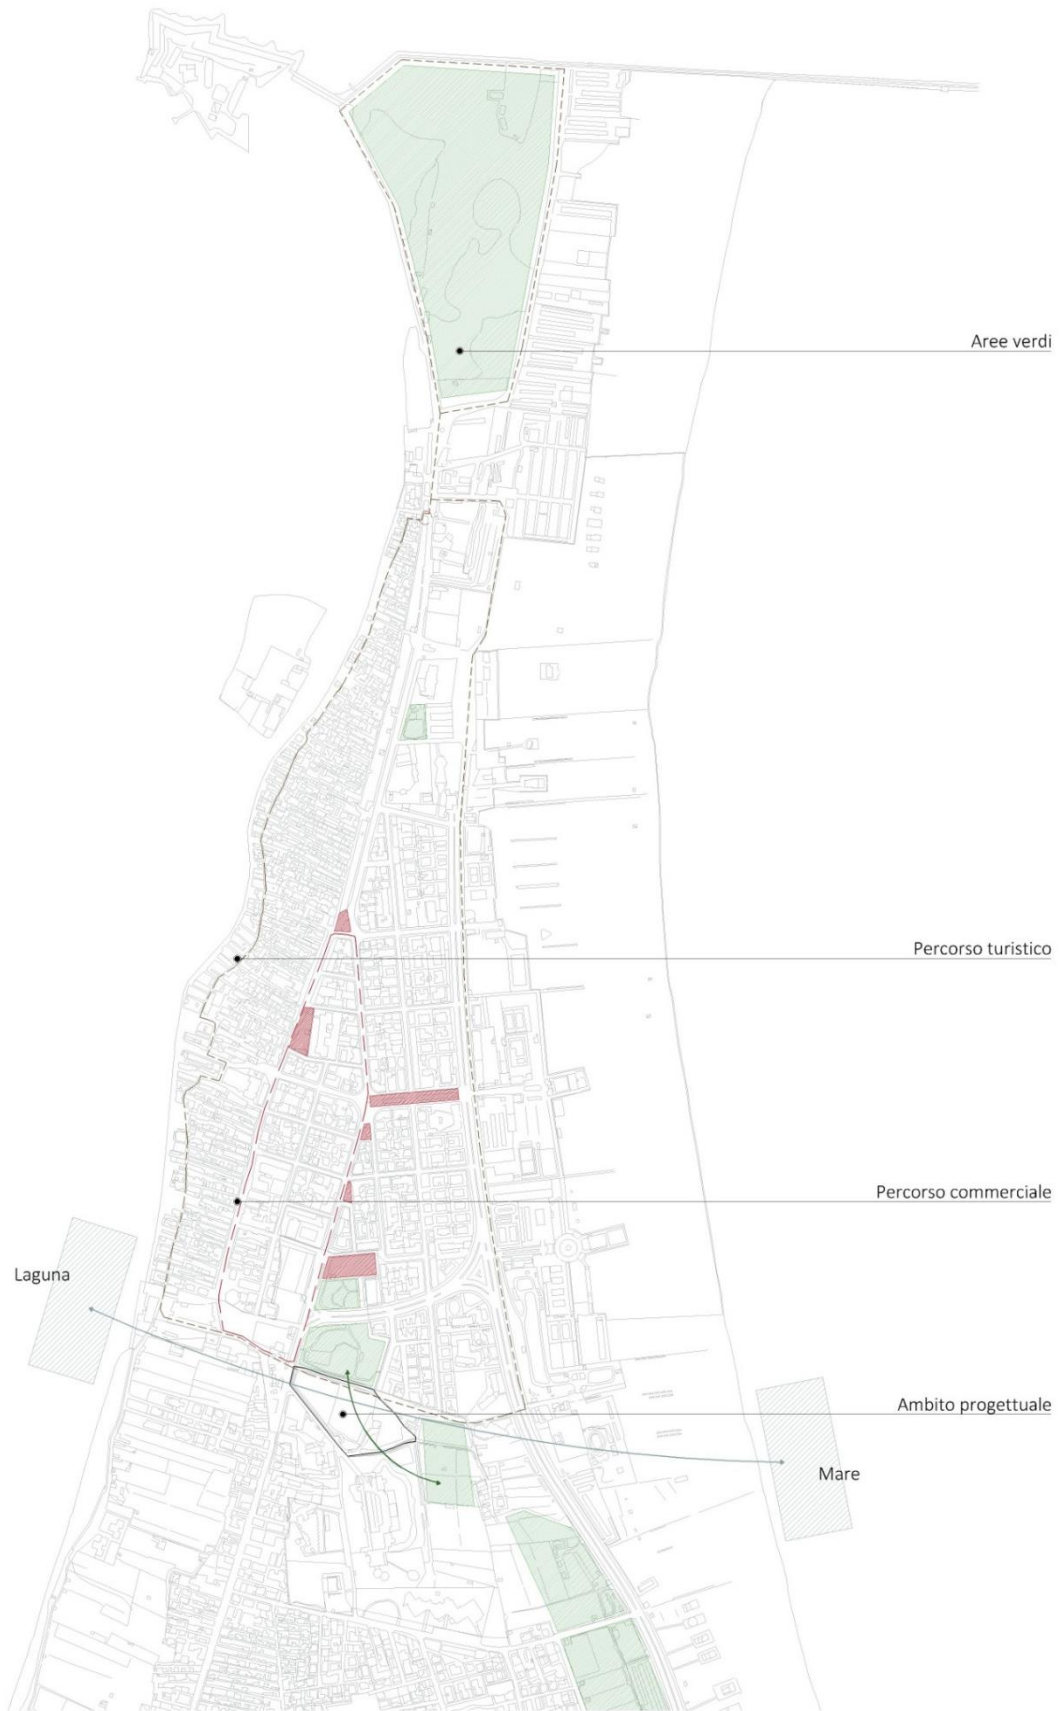 Aree verdi
Percorso turistico
Percorso commerciale
Laguna
Ambito progettuale
Mare